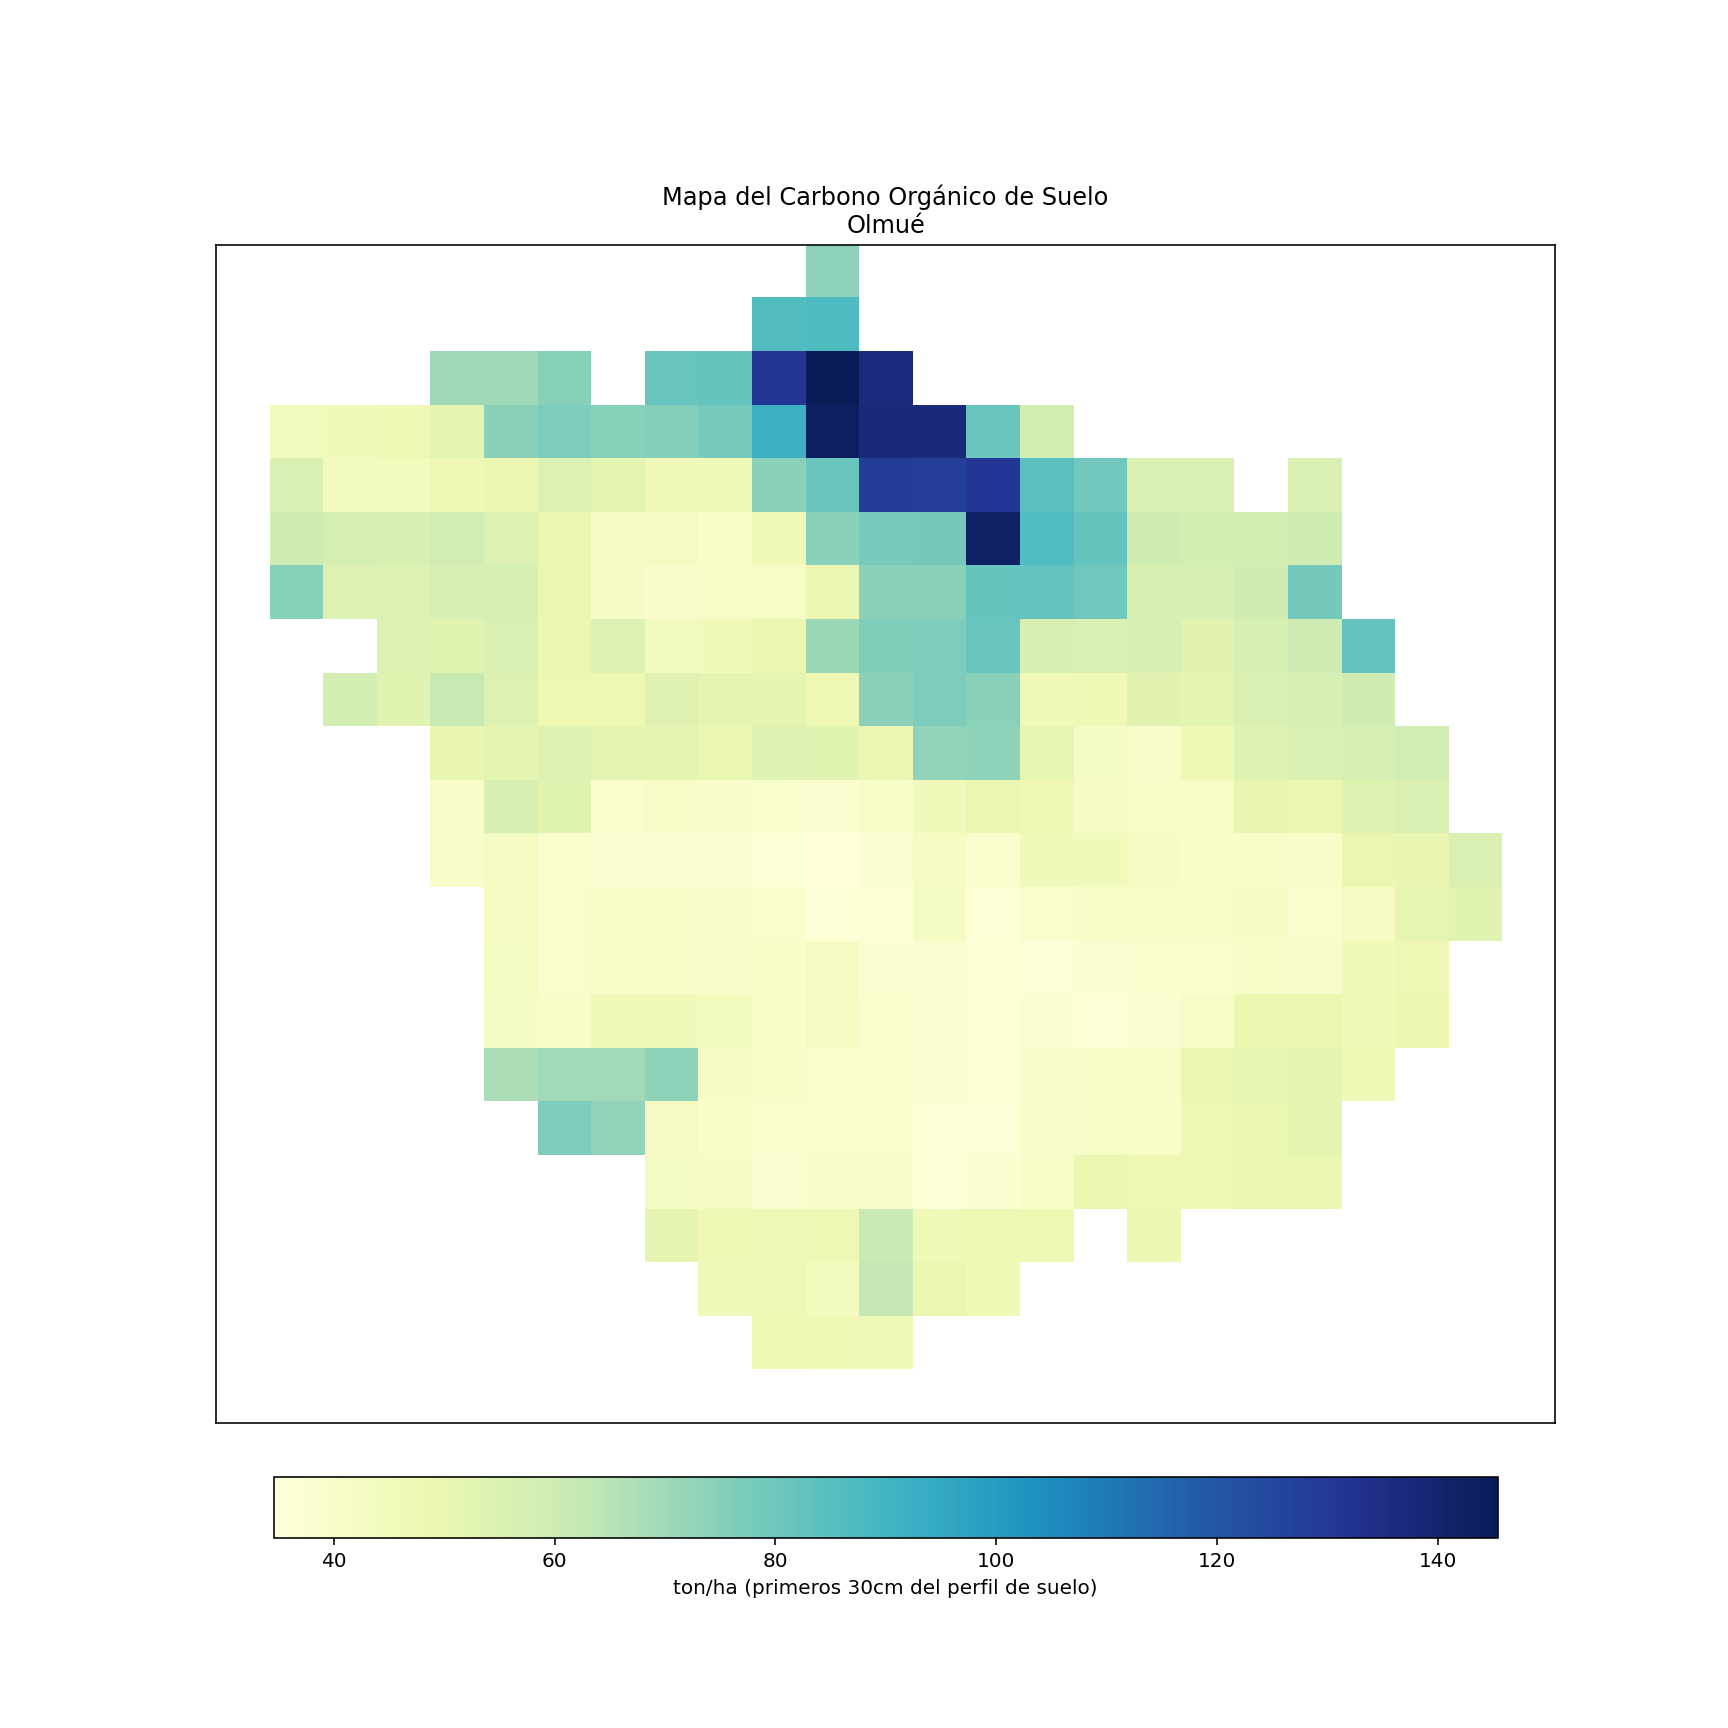 Mapa del Carbono Orgánico de Suelo
Olmué
40 60 80 100 120 140
ton/ha (primeros 30cm del perfil de suelo)